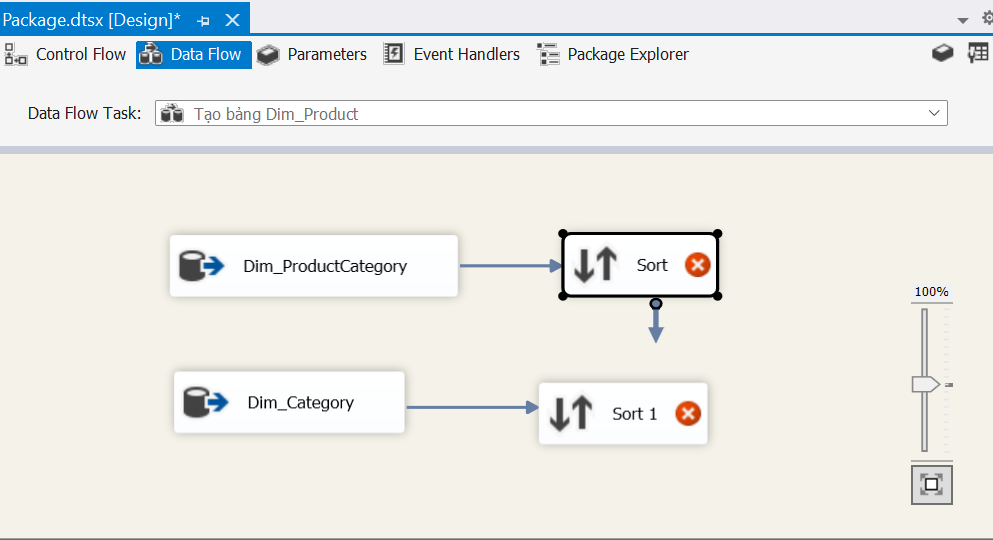 Package.dtsx [Design]*
Control Flow
Data Flow
Parameters
Event Handlers
Package Explorer
Data Flow Task:
Tạo bảng Dim_Product
Dim_ProductCategory
Sort
100%
Dim_Category
Sort 1